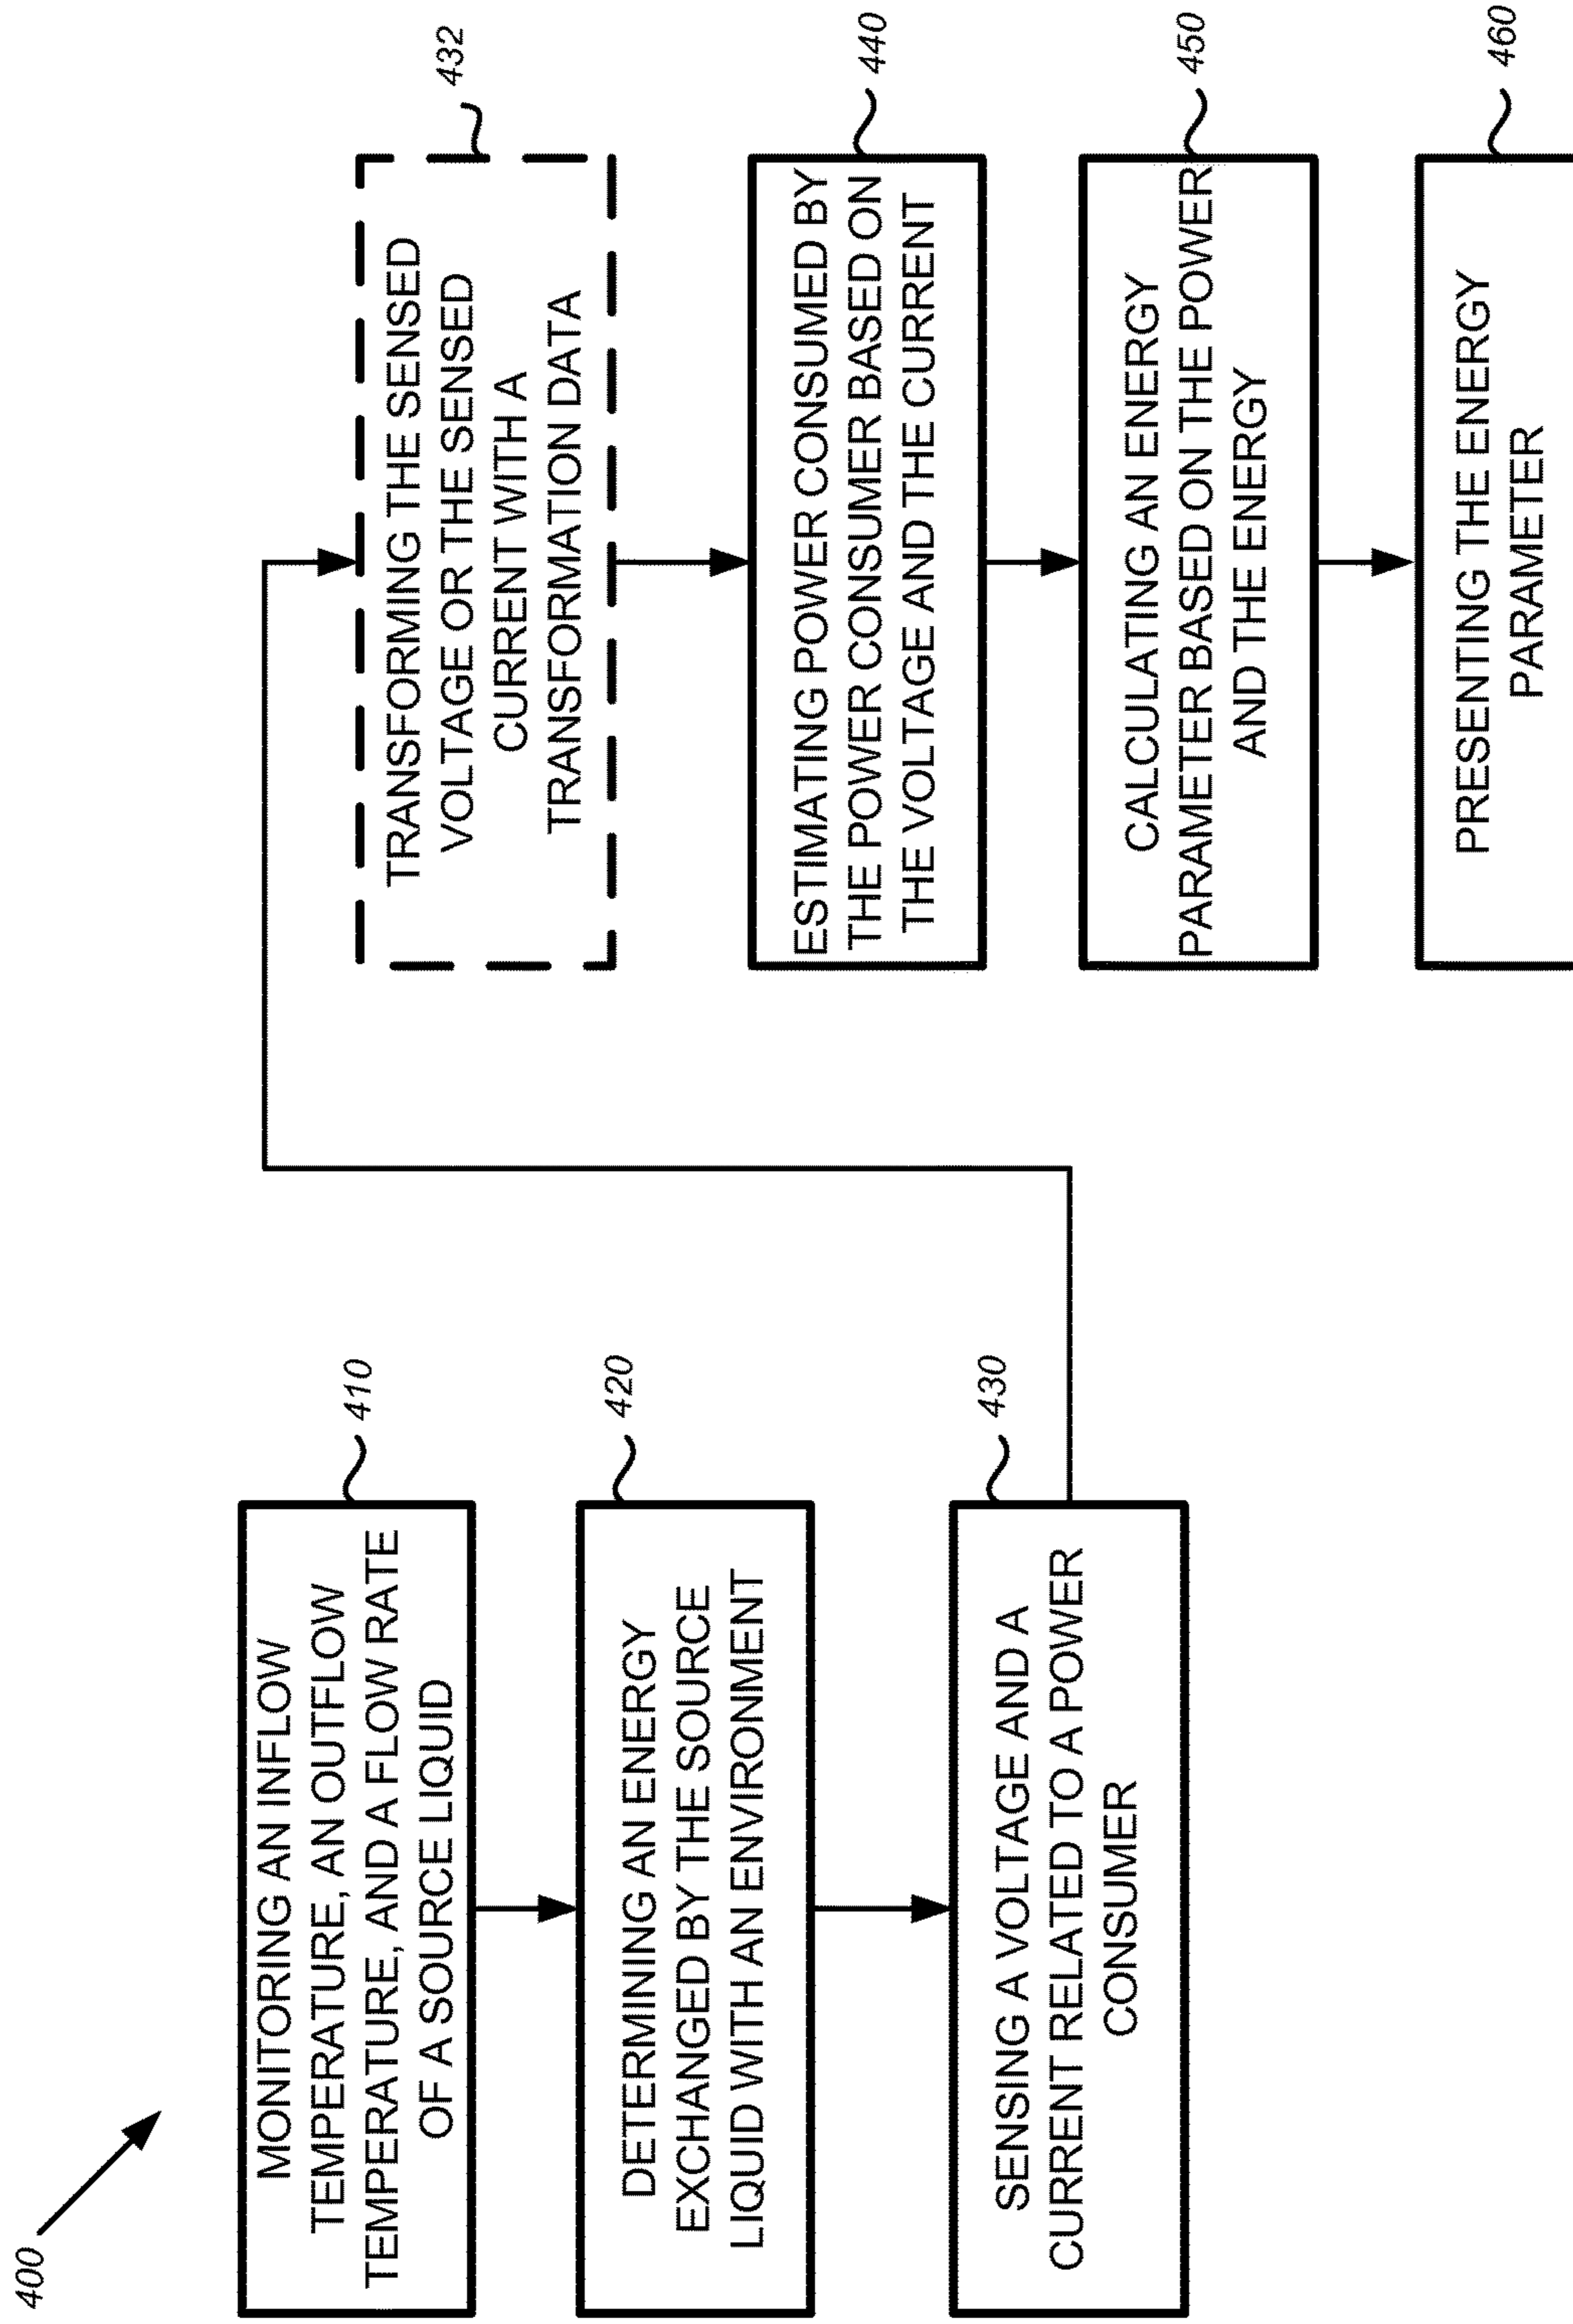 400
MONITORING AN INFLOW
TEMPERATURE, AN OUTFLOW
TEMPERATURE, AND A FLOW RATE
OF A SOURCE LIQUID
410
DETERMINING AN ENERGY
EXCHANGED BY THE SOURCE
LIQUID WITH AN ENVIRONMENT
420
SENSING A VOLTAGE AND A
CURRENT RELATED TO A POWER
CONSUMER
430
TRANSFORMING THE SENSED
VOLTAGE OR THE SENSED
CURRENT WITH A
TRANSFORMATION DATA
432
ESTIMATING POWER CONSUMED BY
THE POWER CONSUMER BASED ON
THE VOLTAGE AND THE CURRENT
440
CALCULATING AN ENERGY
PARAMETER BASED ON THE POWER
AND THE ENERGY
450
PRESENTING THE ENERGY
PARAMETER
460